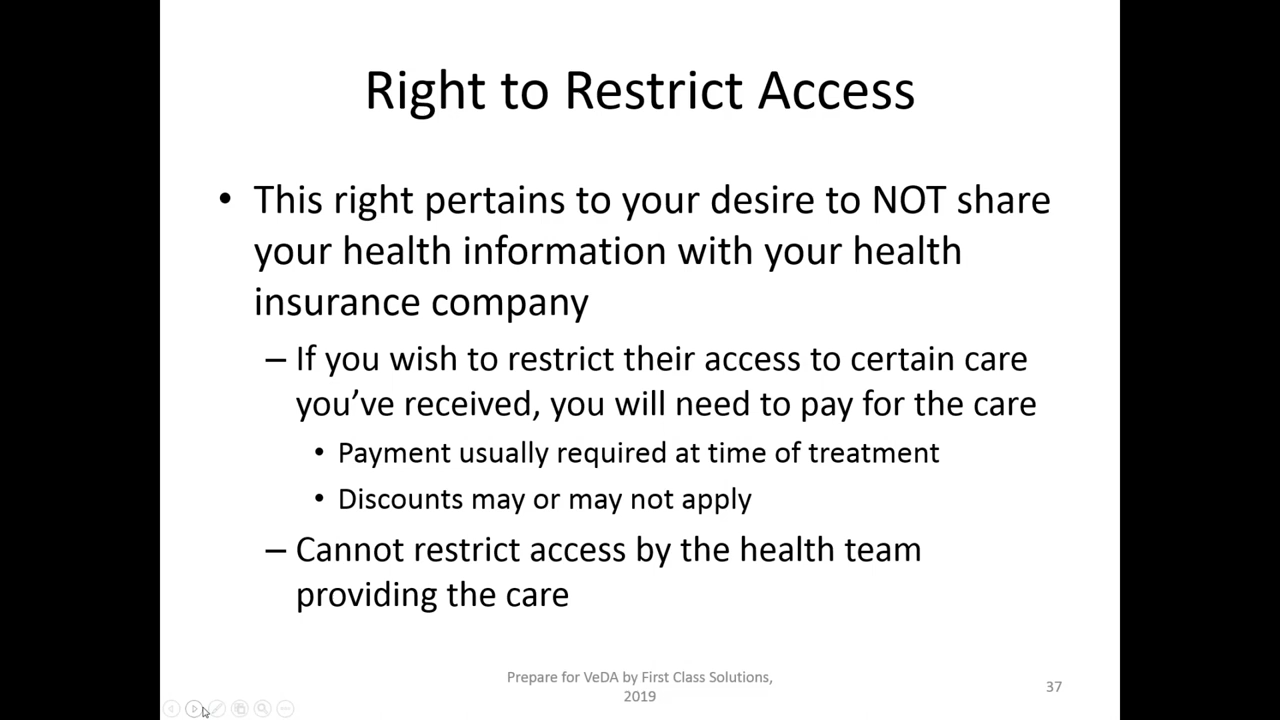 Right to Restrict Access
• This right pertains to your desire to NOT share
your health information with your health
insurance company
– If you wish to restrict their access to certain care
you’ve received, you will need to pay for the care
• Payment usually required at time of treatment
• Discounts may or may not apply
– Cannot restrict access by the health team
providing the care
Prepare for VeDA by First Class Solutions,
2019
37